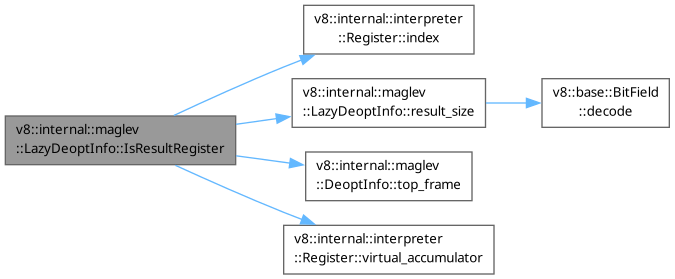 v8::internal::interpreter
::Register::index
v8::internal::maglev
::LazyDeoptInfo::result_size
v8::base::BitField
::decode
v8::internal::maglev
::LazyDeoptInfo::IsResultRegister
v8::internal::maglev
::DeoptInfo::top_frame
v8::internal::interpreter
::Register::virtual_accumulator